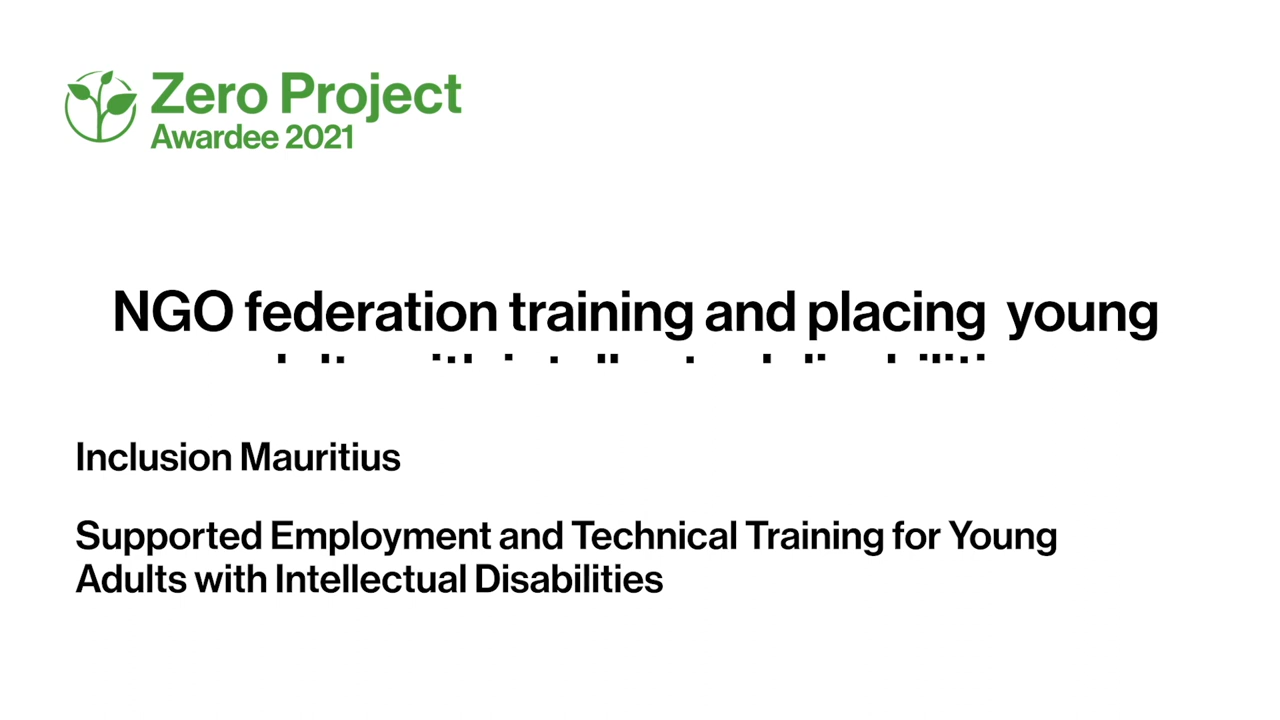 Zero Project
Awardee 2021
NGO federation training and placing young
Inclusion Mauritius
Supported Employment and Technical Training for Young
Adults with Intellectual Disabilities